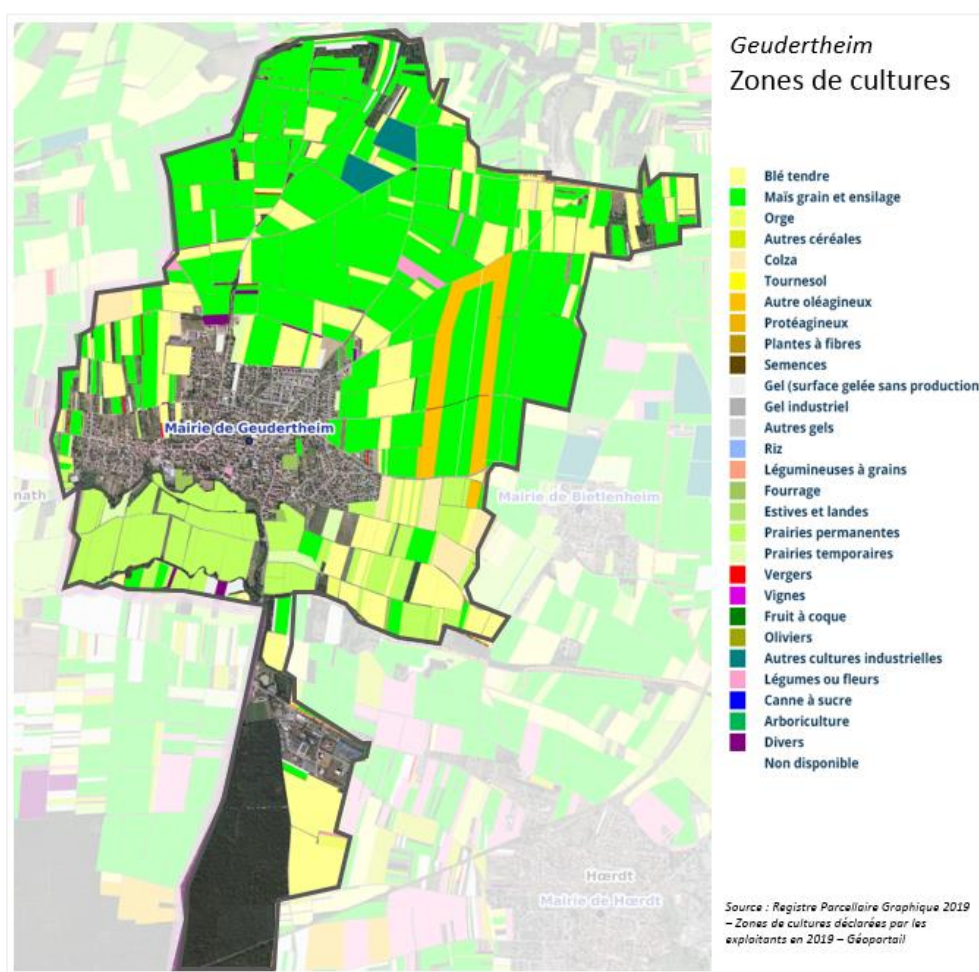 Geudertheim
Zones de cultures
Blé tendre
Maïs grain et ensilage
Orge
Autres céréales
Colza
Tournesol
Autre oléagineux
Protéagineux
Plantes à fibres
Semences
Gel (surface gelée sans production
Gel industriel
Autres gels
Riz
Légumineuses à grains
Fourrage
Estives et landes
Prairies permanentes
Prairies temporaires
Vergers
Vignes
Fruit à coque
Oliviers
Autres cultures industrielles
Légumes ou fleurs
Canne à sucre
Arboriculture
Divers
Non disponible
Mairie de Geudertheim
nath
Mairie de Bietlenheim
Hœrdt
Mairie de Hœrdt
Source : Registre Parcellaire Graphique 2019
– Zones de cultures déclarées par les
exploitants en 2019 – Géoportail